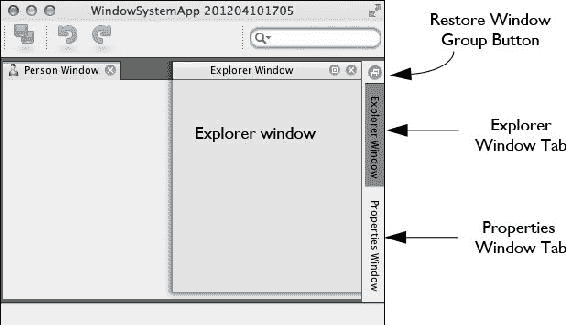 WindowSystemApp 201204101705
Person Window
Explorer Window
Explorer window
Explorer Window
Properties Window
Restore Window
Group Button
Explorer
Window Tab
Properties
Window Tab